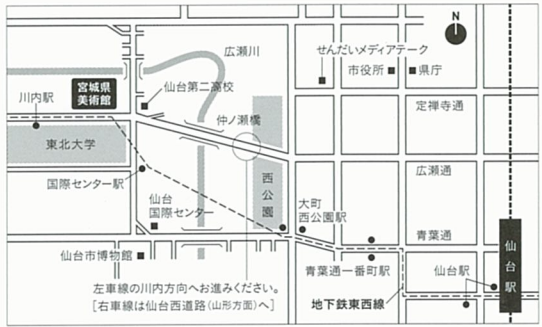 N
広瀬川
せんだいメディアテーク
市役所
県庁
宮城県
美術館
仙台第二高校
川内駅
仲ノ瀬橋
定禅寺通
東北大学
国際センター駅
西公園
広瀬通
仙台
国際センター
大町
西公園駅
青葉通
仙台市博物館
青葉通一番町駅
仙台駅
仙台駅
左車線の川内方向へお進みください。
[右車線は仙台西道路(山形方面)へ]
地下鉄東西線